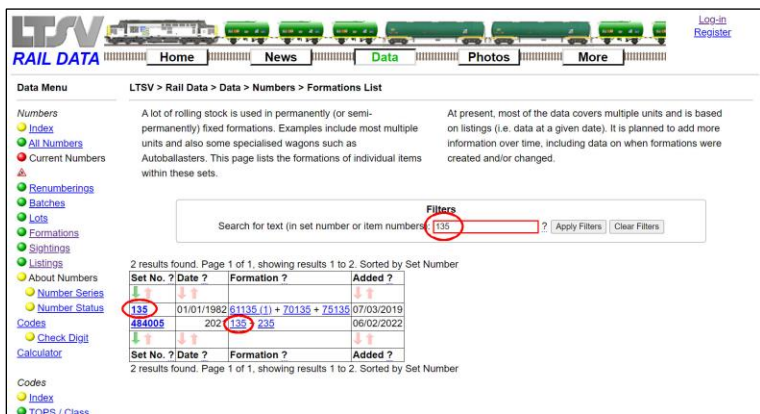 LTSV
RAIL DATA
Home
News
Data
Photos
More
Log-in
Register
Data Menu
Numbers
Index
All Numbers
Current Numbers
Renumberings
Batches
Lots
Formations
Sightings
Listings
About Numbers
Number Series
Number Status
Codes
Check Digit
Calculator
Codes
Index
TOPS / Class
LTSV > Rail Data > Data > Numbers > Formations List
A lot of rolling stock is used in permanently (or semi-
permanently) fixed formations. Examples include most multiple
units and also some specialised wagons such as
Autoballasters. This page lists the formations of individual items
within these sets.
At present, most of the data covers multiple units and is based
on listings (i.e. data at a given date). It is planned to add more
information over time, including data on when formations were
created and/or changed.
Filters
Search for text (in set number or item numbers): 135 ? Apply Filters Clear Filters
2 results found. Page 1 of 1, showing results 1 to 2. Sorted by Set Number
Set No. ? Date ? Formation ? Added ?
135 01/01/1982 61135 (1) + 70135 + 75135 07/03/2019
484005 2021 135 + 235 06/02/2022
Set No. ? Date ? Formation ? Added ?
2 results found. Page 1 of 1, showing results 1 to 2. Sorted by Set Number